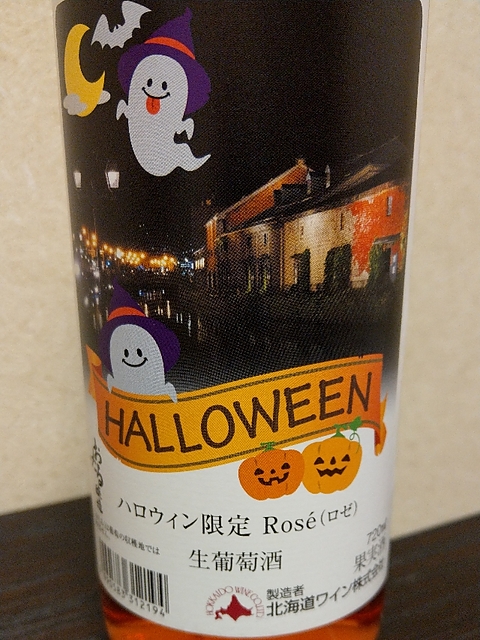 HALLOWEEN
おたる
ハロウィン限定 Rosé(ロゼ)
720ml
生葡萄酒
果実酒
製造者
北海道ワイン株式会社
HOKKAIDO WINE CO.,LTD.